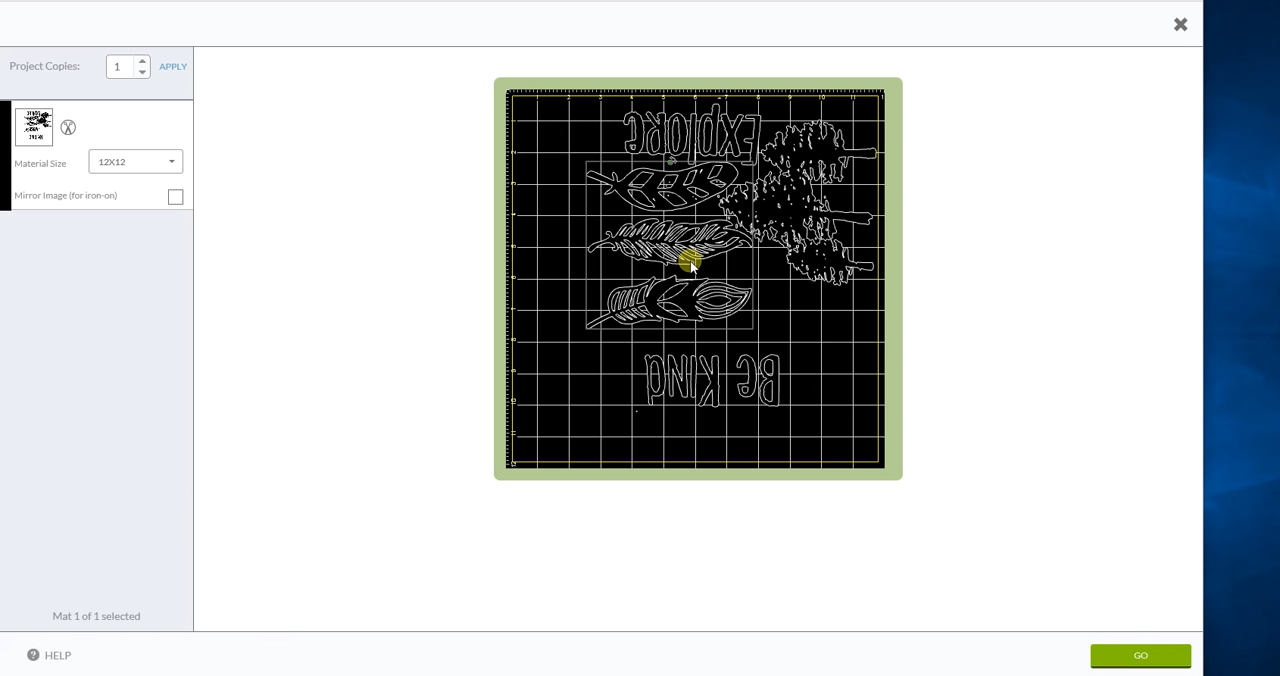 Project Copies: 1 APPLY
Material Size 12X12
Mirror Image (for iron-on)
Explore
Be Kind
Mat 1 of 1 selected
HELP
GO